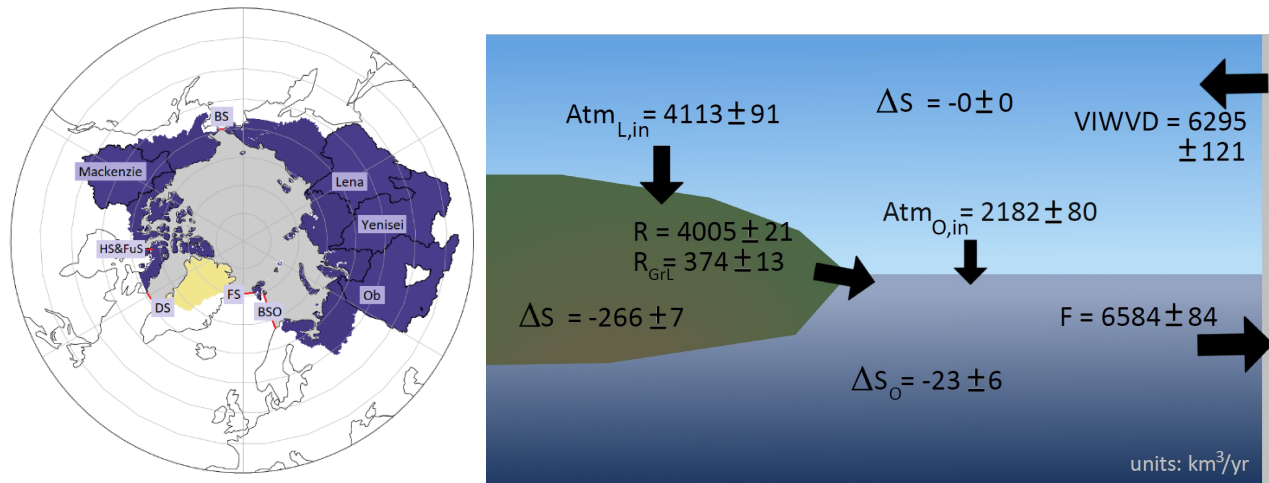 BS
Mackenzie
Lena
Yenisei
HS&FuS
Ob
DS
FS
BSO
Atm_L,in = 4113 ± 91
ΔS = -0 ± 0
VIWVD = 6295
± 121
R = 4005 ± 21
R_GrL = 374 ± 13
Atm_O,in = 2182 ± 80
ΔS = -266 ± 7
F = 6584 ± 84
ΔS_O = -23 ± 6
units: km³/yr